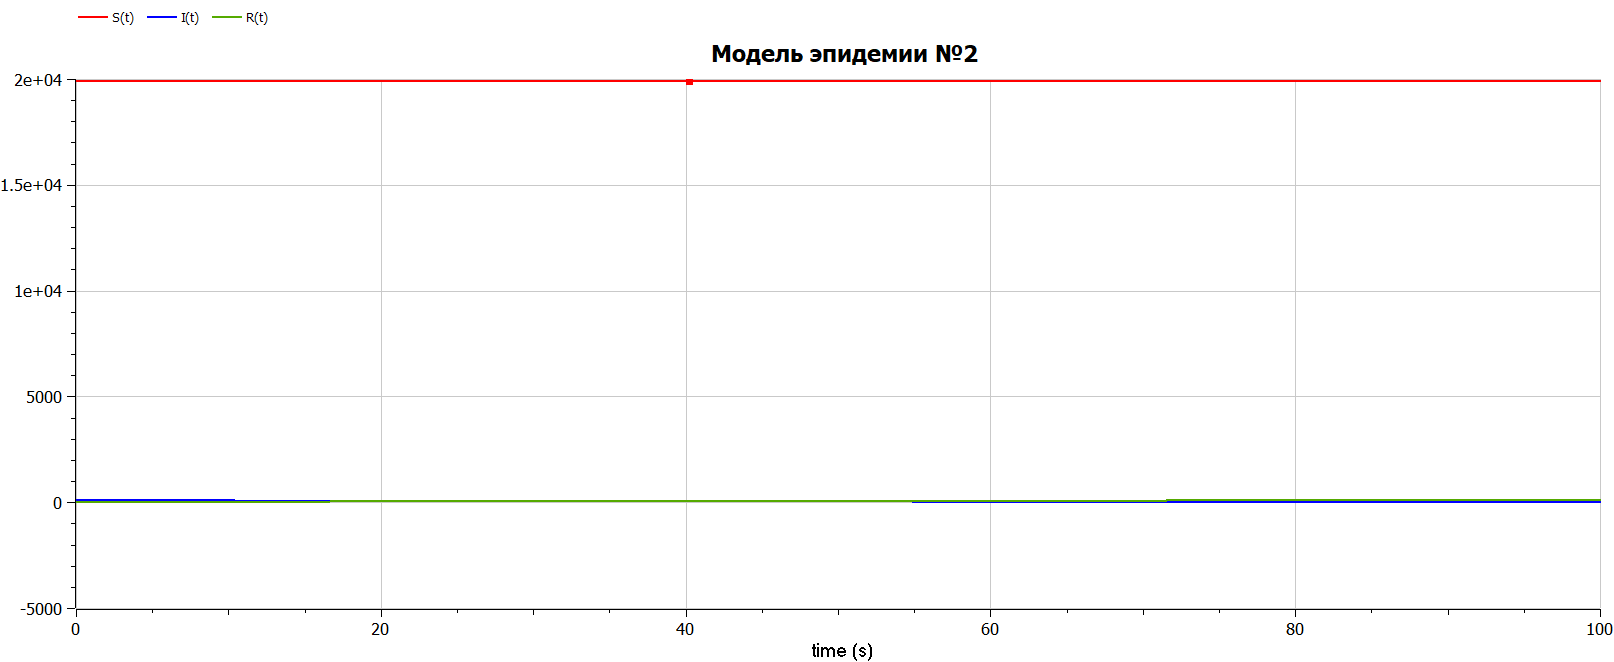 S(t) I(t) R(t)
Модель эпидемии №2
2e+04
1.5e+04
1e+04
5000
0
-5000
0 20 40 60 80 100
time (s)